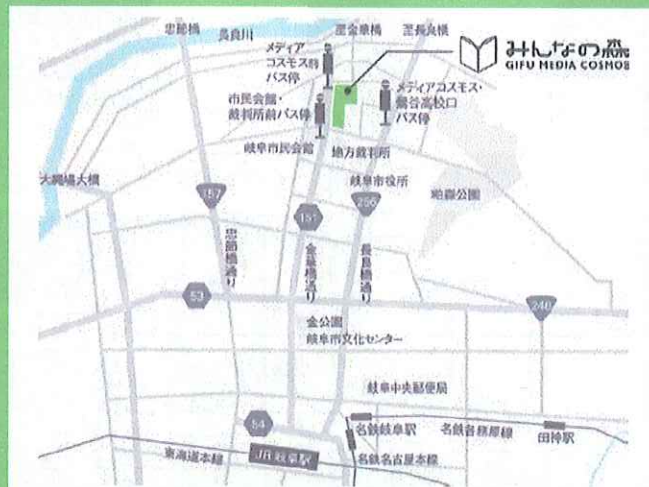 忠節橋
長良川
至金華橋
至長良橋
メディア
コスモス前
バス停
みんなの森
GIFU MEDIA COSMOS
市民会館・
裁判所前バス停
メディアコスモス・
鶯谷高校口
バス停
岐阜市民会館
地方裁判所
大縄場大橋
岐阜市役所
157
151
256
忠節橋通り
金華橋通り
長良橋通り
53
248
金公園
岐阜市文化センター
岐阜中央郵便局
54
名鉄岐阜駅
名鉄各務原線
田神駅
東海道本線
JR 岐阜駅
名鉄名古屋本線